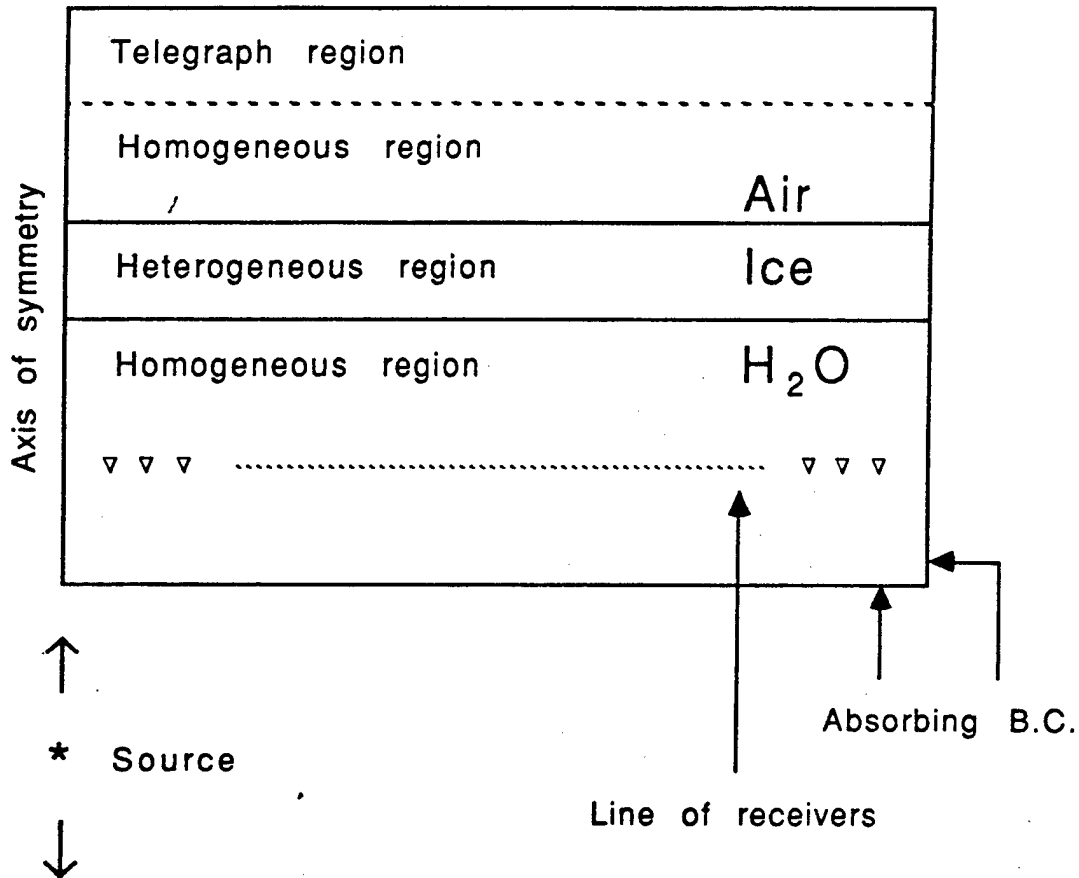 Telegraph region
Homogeneous region
Air
Heterogeneous region
Ice
Homogeneous region
H₂O
Axis of symmetry
Absorbing B.C.
* Source
Line of receivers